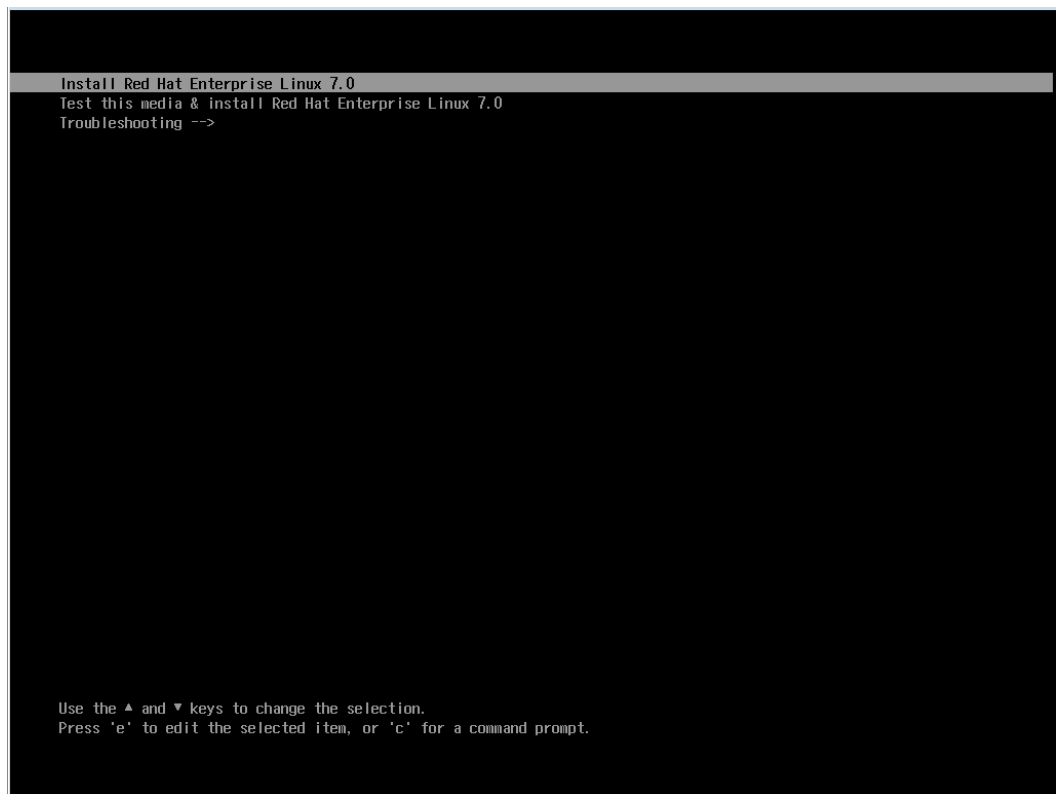 Install Red Hat Enterprise Linux 7.0
Test this media & install Red Hat Enterprise Linux 7.0
Troubleshooting -->
Use the ▲ and ▼ keys to change the selection.
Press 'e' to edit the selected item, or 'c' for a command prompt.